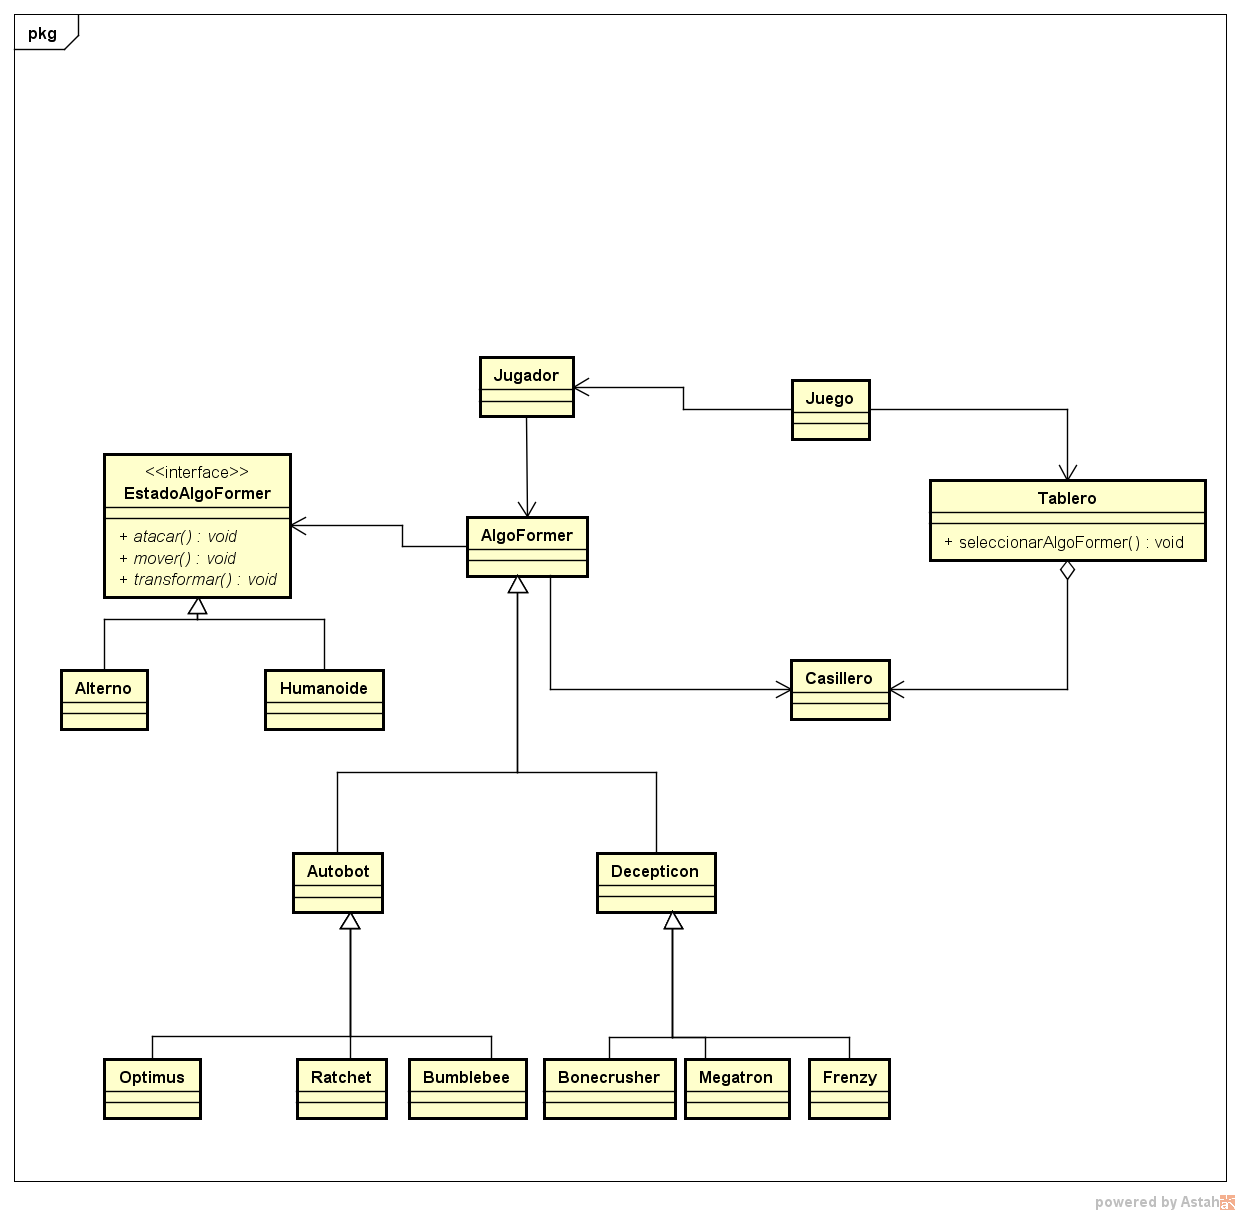 pkg
Jugador
Juego
<<interface>>
EstadoAlgoFormer
+ atacar() : void
+ mover() : void
+ transformar() : void
AlgoFormer
Tablero
+ seleccionarAlgoFormer() : void
Alterno
Humanoide
Casillero
Autobot
Decepticon
Optimus
Ratchet
Bumblebee
Bonecrusher
Megatron
Frenzy
powered by Astah